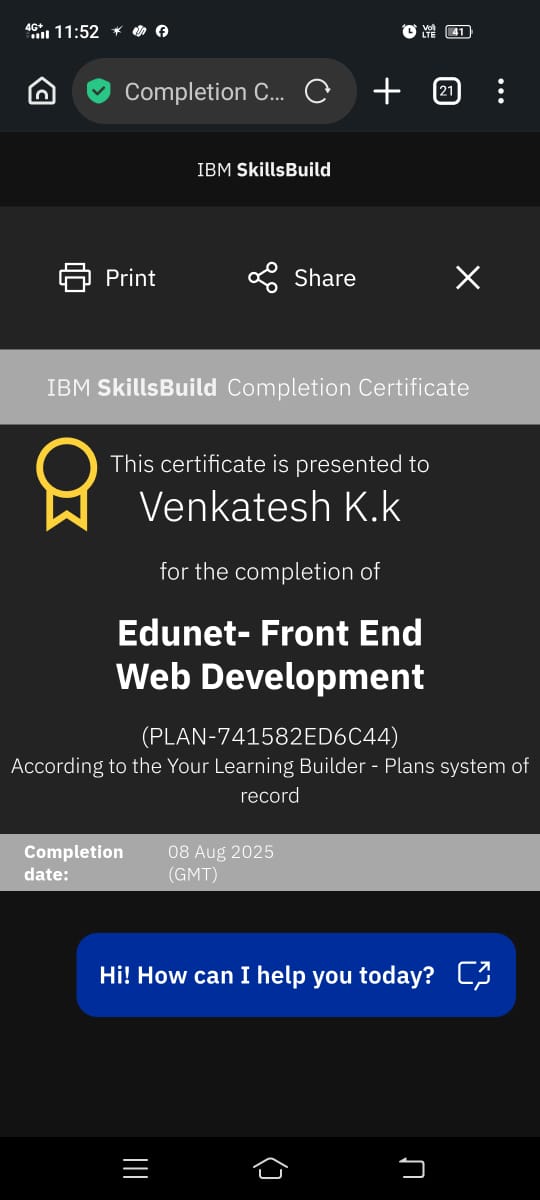 4G+ 11:52 Vo) LTE 41
Completion C... 21
IBM SkillsBuild
Print Share
IBM SkillsBuild Completion Certificate
This certificate is presented to
Venkatesh K.k
for the completion of
Edunet- Front End
Web Development
(PLAN-741582ED6C44)
According to the Your Learning Builder - Plans system of
record
Completion 08 Aug 2025
date: (GMT)
Hi! How can I help you today?